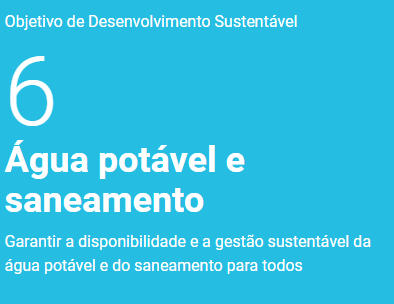 Objetivo de Desenvolvimento Sustentável
6
Água potável e
saneamento
Garantir a disponibilidade e a gestão sustentável da
água potável e do saneamento para todos